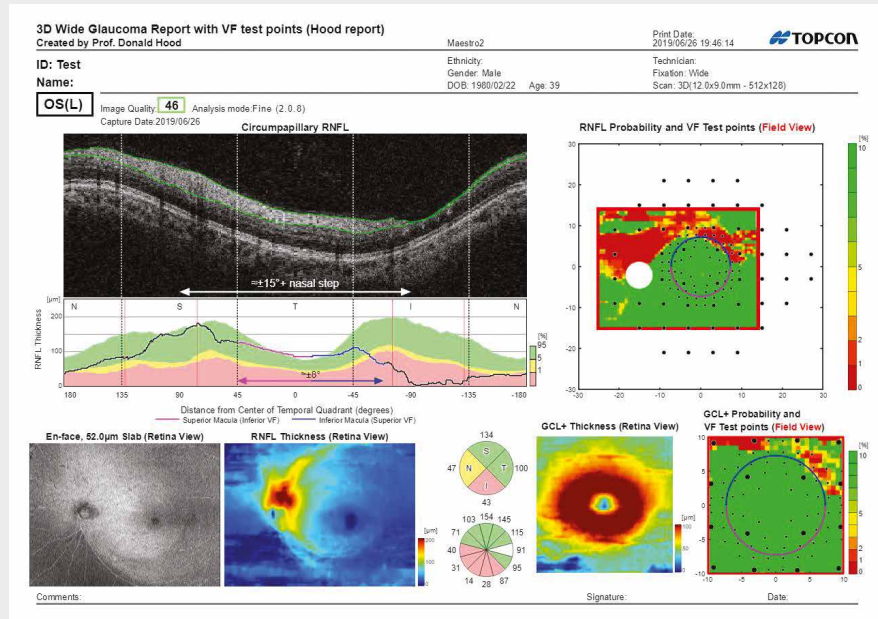 3D Wide Glaucoma Report with VF test points (Hood report)
Created by Prof. Donald Hood
Maestro2
Print Date:
2019/06/26 19:46:14
TOPCON
ID: Test
Name:
Ethnicity:
Gender: Male
DOB: 1980/02/22 Age: 39
Technician:
Fixation: Wide
Scan: 3D(12.0x9.0mm - 512x128)
OS(L)
Image Quality: 46 Analysis mode:Fine (2.0.8)
Capture Date:2019/06/26
Circumpapillary RNFL
≈±15°+ nasal step
[µm]
N S T I N
200
100
0
RNFL Thickness
≈±8°
[%]
95
5
1
180 135 90 45 0 -45 -90 -135 -180
Distance from Center of Temporal Quadrant (degrees)
Superior Macula (Inferior VF) Inferior Macula (Superior VF)
RNFL Probability and VF Test points (Field View)
30
20
10
0
-10
-20
-30
-30 -20 -10 0 10 20 30
[%]
10
5
2
1
0
En-face, 52.0µm Slab (Retina View)
RNFL Thickness (Retina View)
[µm]
200
100
0
134
47 N S T I 100
43
103 154 145
71 115
40 91
31 95
14 28 87
GCL+ Thickness (Retina View)
[µm]
100
50
0
GCL+ Probability and
VF Test points (Field View)
10
5
0
-5
-10
-10 -5 0 5 10
[%]
10
5
2
1
0
Comments:
Signature:
Date: